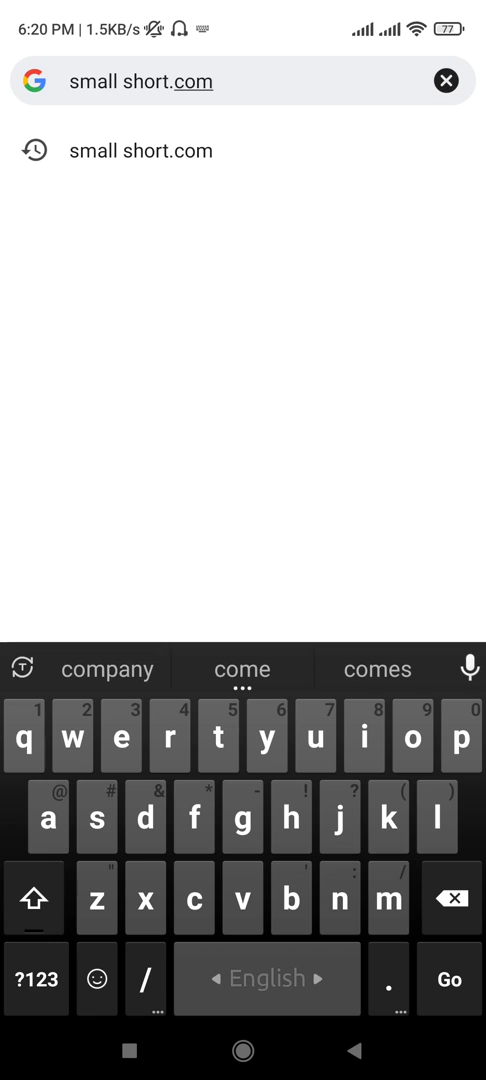 6:20 PM | 1.5KB/s 77
small short.com
small short.com
company come comes
1 2 3 4 5 6 7 8 9 0
q w e r t y u i o p
@ # & * - ! ? ( )
a s d f g h j k l
" ' : /
z x c v b n m
?123 / English . Go